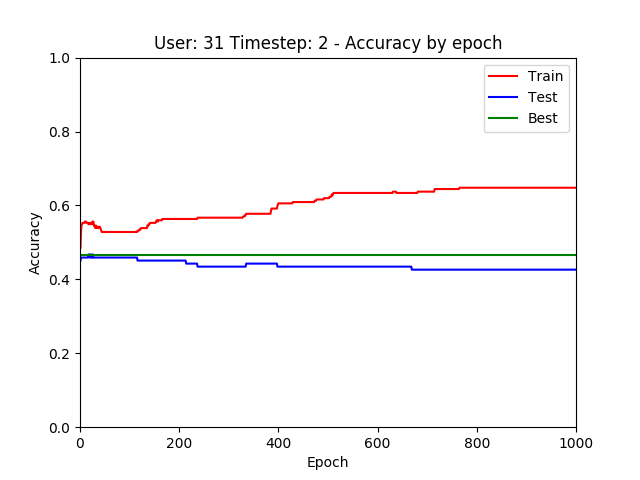 User: 31 Timestep: 2 - Accuracy by epoch
1.0
0.8
0.6
0.4
0.2
0.0
Accuracy
Train
Test
Best
0 200 400 600 800 1000
Epoch